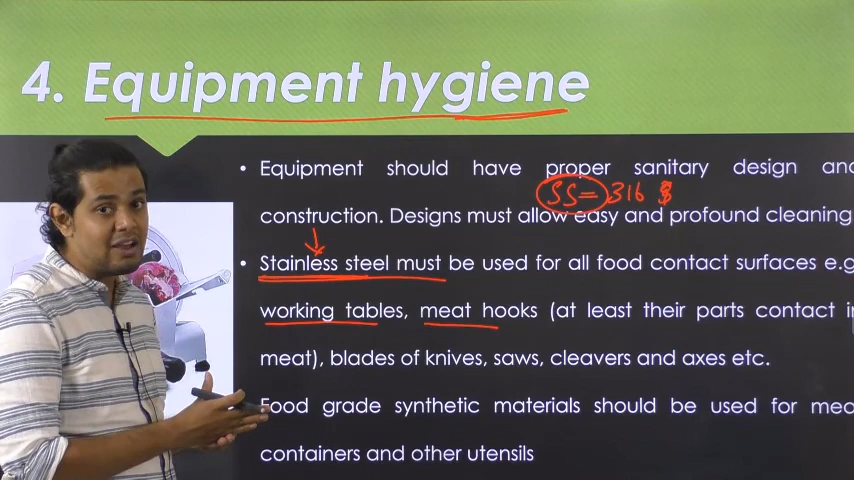 4. Equipment hygiene
• Equipment should have proper sanitary design and
SS= 316
construction. Designs must allow easy and profound cleaning
• Stainless steel must be used for all food contact surfaces e.g
working tables, meat hooks (at least their parts contact in
meat), blades of knives, saws, cleavers and axes etc.
Food grade synthetic materials should be used for
containers and other utensils